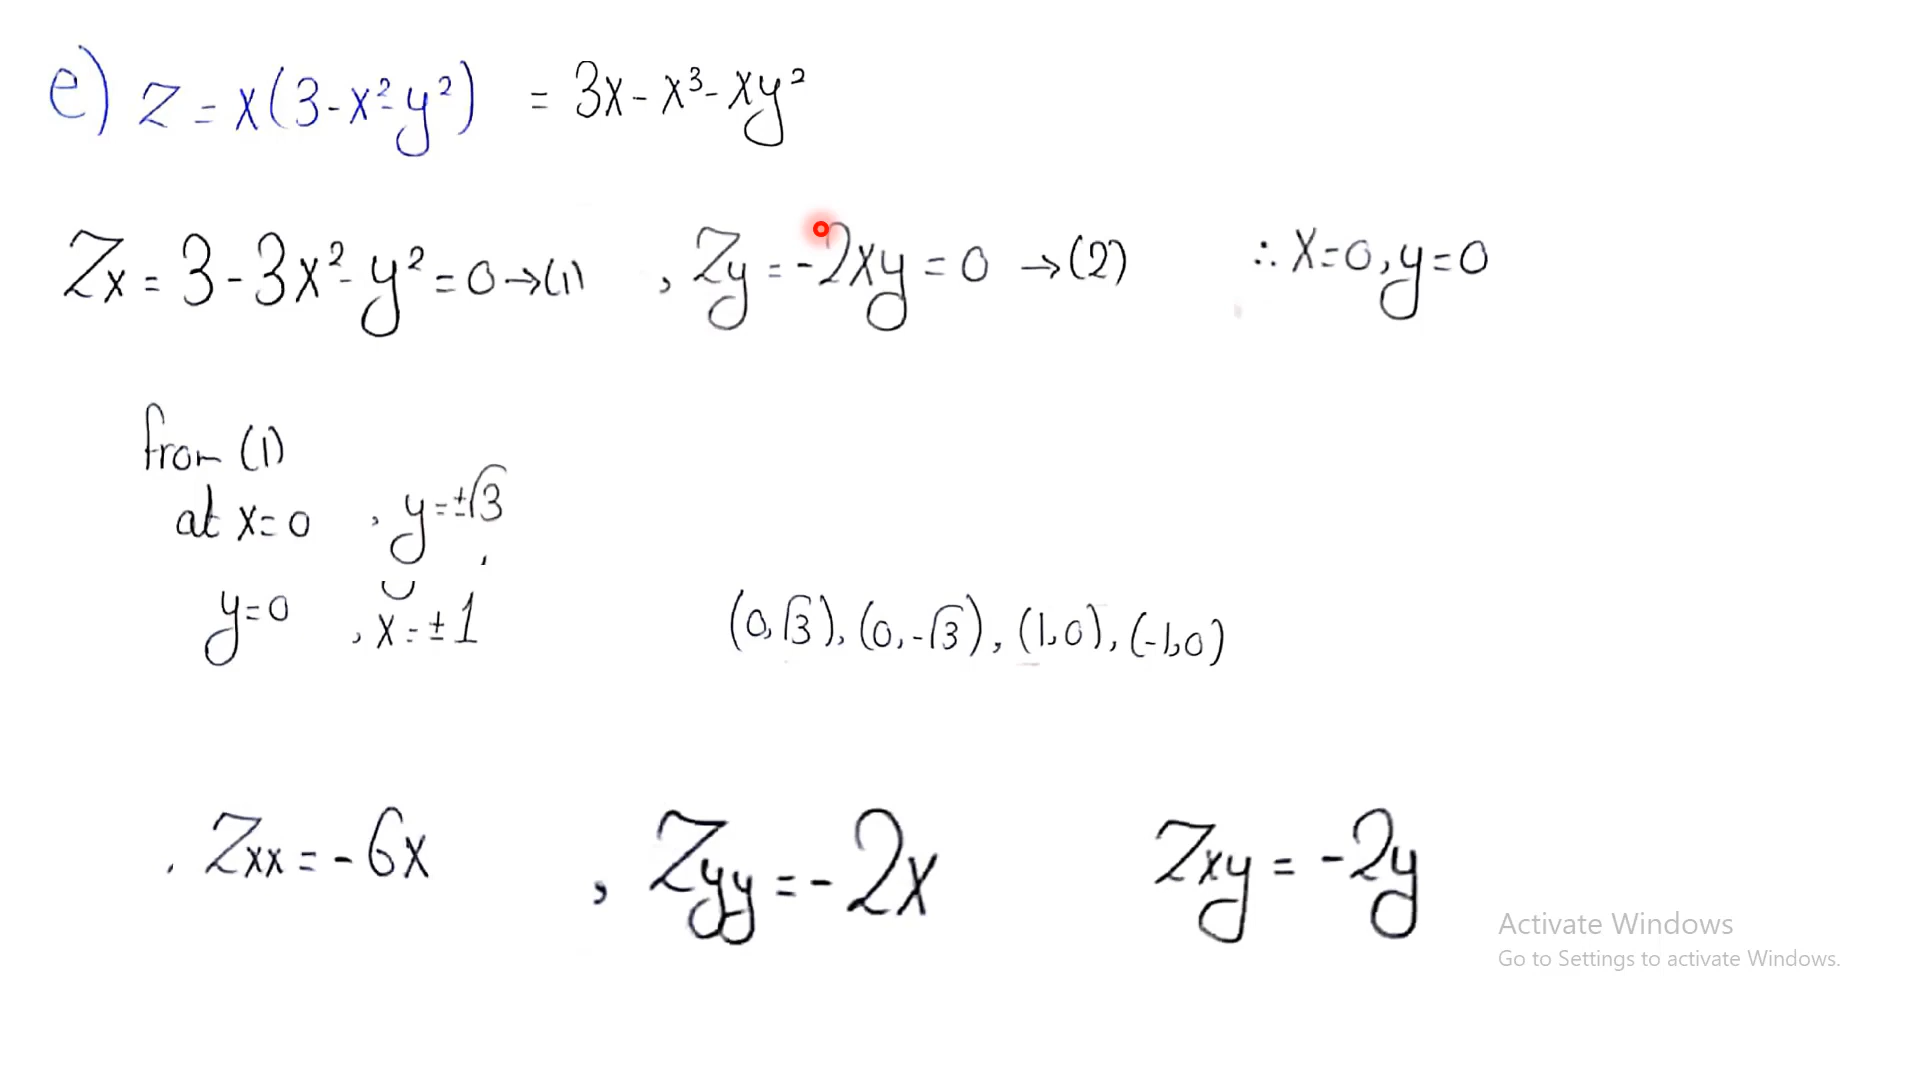 e) Z = x(3-x²-y²) = 3x - x³ - xy²
Zx = 3 - 3x² - y² = 0 → (1) , Zy = -2xy = 0 → (2) ∴ x=0, y=0
from (1)
at x=0 , y=±√3
y=0 , x=±1 (0,√3), (0,-√3), (1,0), (-1,0)
, Zxx = -6x , Zyy = -2x Zxy = -2y
Activate Windows
Go to Settings to activate Windows.